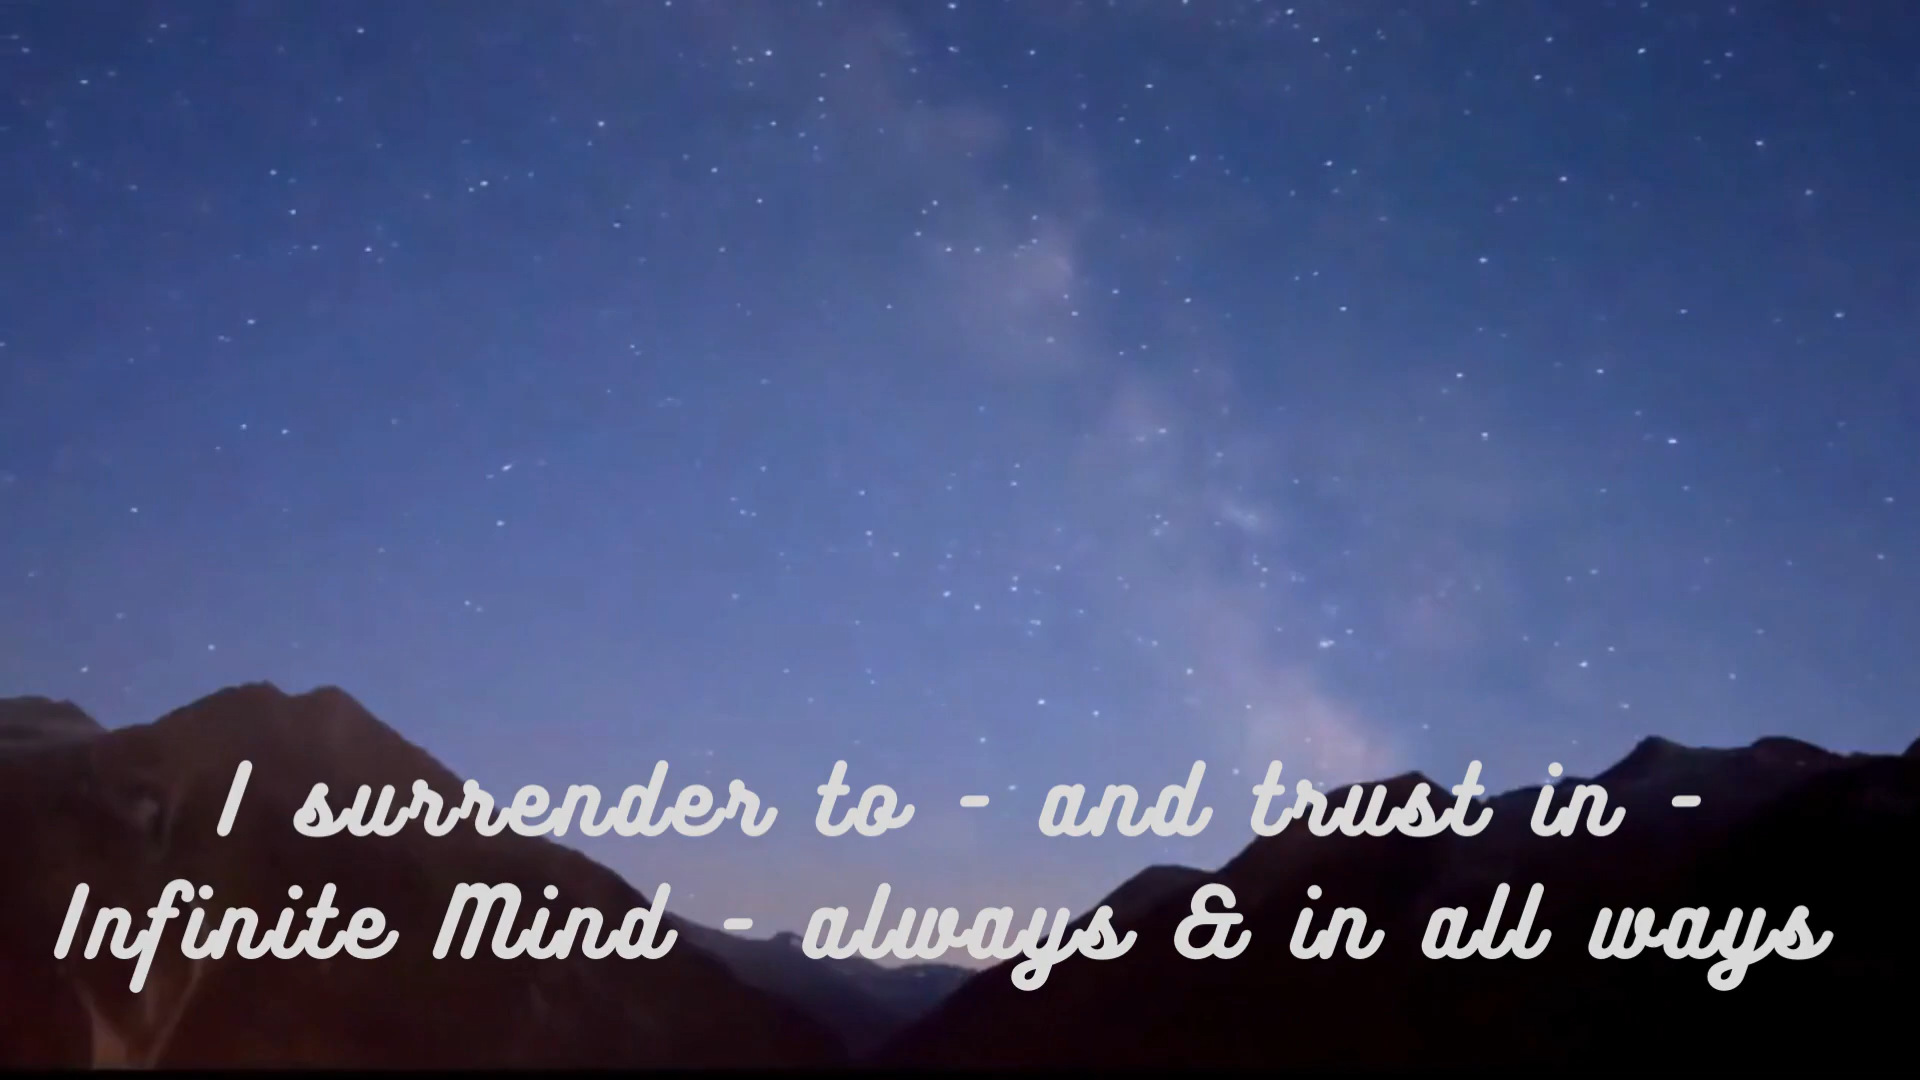 I surrender to - and trust in -
Infinite Mind - always & in all ways